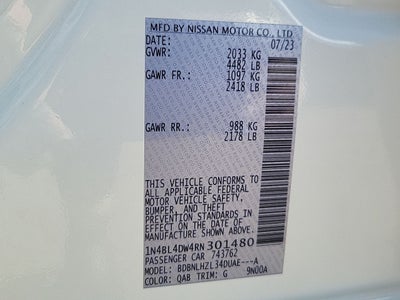 MFD BY NISSAN MOTOR CO., LTD
DATE: 07/23
GVWR: 2033 KG
4482 LB
GAWR FR.: 1097 KG
2418 LB
GAWR RR.: 988 KG
2178 LB
THIS VEHICLE CONFORMS TO
ALL APPLICABLE FEDERAL
MOTOR VEHICLE SAFETY,
BUMPER, AND THEFT
PREVENTION STANDARDS IN
EFFECT ON THE DATE OF
MANUFACTURE SHOWN ABOVE.
1N4BL4DW4RN301480
PASSENGER CAR 743762
MODEL: BDBNLHZL34DUAE---A
COLOR: QAB TRIM: G 9N00A